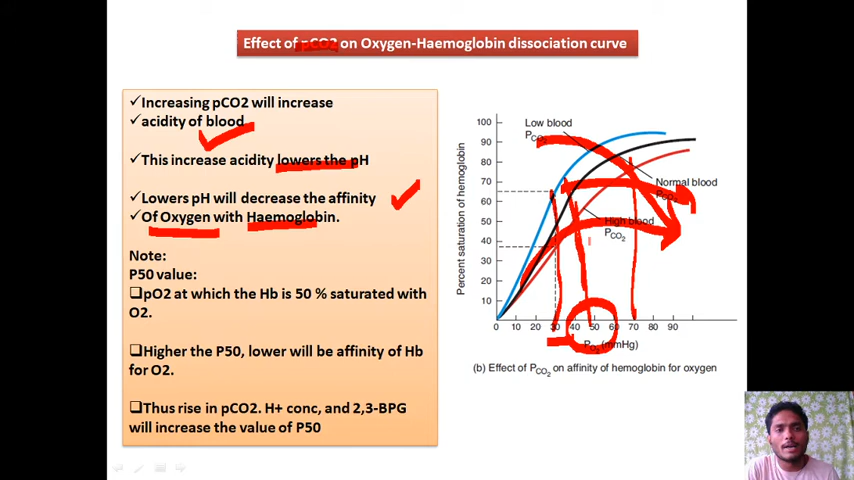 Effect of pCO2 on Oxygen-Haemoglobin dissociation curve
✓Increasing pCO2 will increase
✓acidity of blood
✓This increase acidity lowers the pH
✓Lowers pH will decrease the affinity
✓Of Oxygen with Haemoglobin.
Note:
P50 value:
❑pO2 at which the Hb is 50 % saturated with
O2.
❑Higher the P50, lower will be affinity of Hb
for O2.
❑Thus rise in pCO2. H+ conc, and 2,3-BPG
will increase the value of P50
Percent saturation of hemoglobin
100
90
80
70
60
50
40
30
20
10
Low blood
PCO2
Normal blood
PCO2
High blood
PCO2
0 10 20 30 40 50 60 70 80 90
PO2 (mmHg)
(b) Effect of PCO2 on affinity of hemoglobin for oxygen